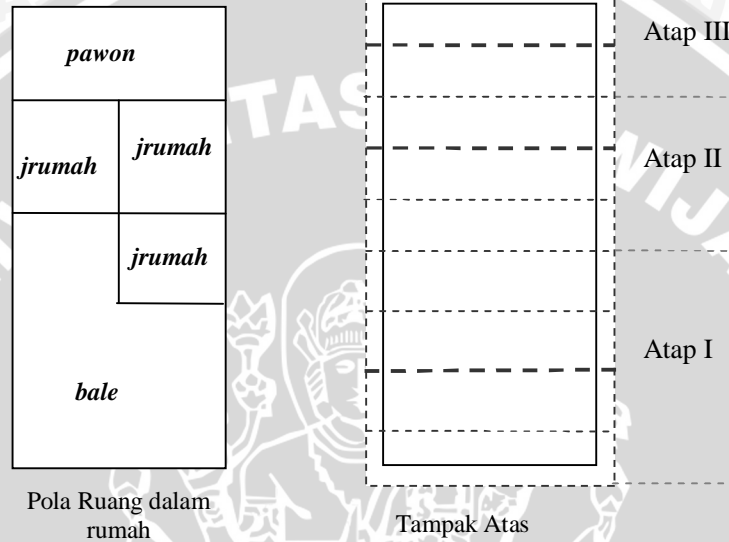 pawon
jrumah
jrumah
jrumah
bale
Pola Ruang dalam
rumah
Atap III
Atap II
Atap I
Tampak Atas